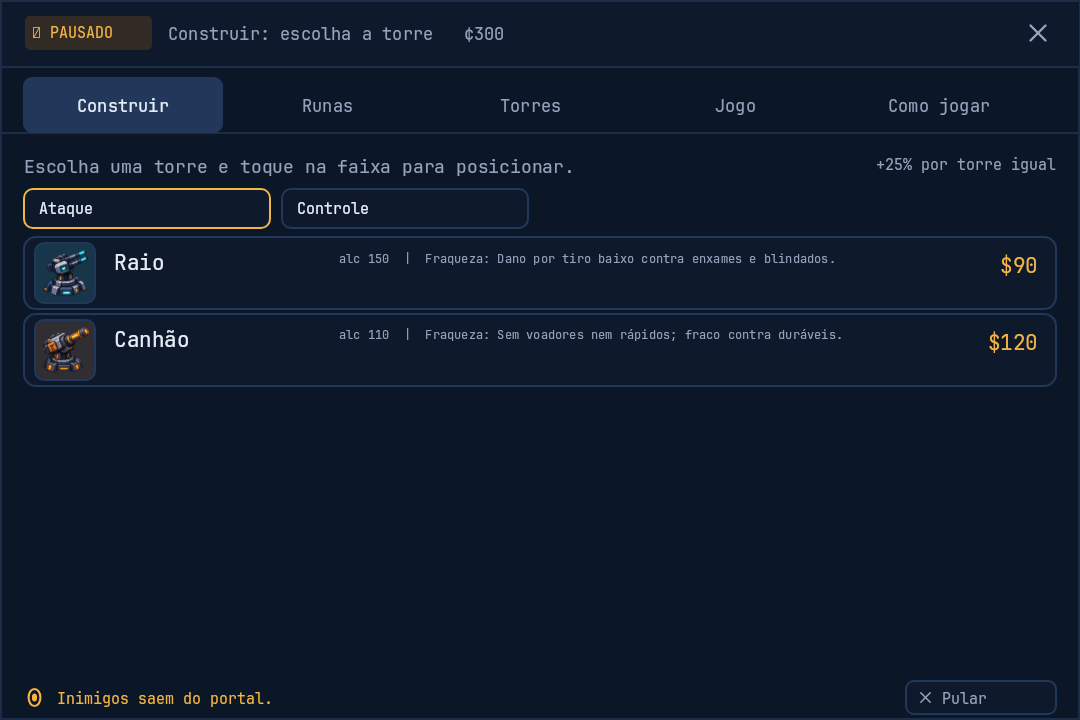 PAUSADO Construir: escolha a torre $300
Construir Runas Torres Jogo Como jogar
Escolha uma torre e toque na faixa para posicionar. +25% por torre igual
Ataque Controle
Raio alc 150 | Fraqueza: Dano por tiro baixo contra enxames e blindados. $90
Canhão alc 110 | Fraqueza: Sem voadores nem rápidos; fraco contra duráveis. $120
Inimigos saem do portal. Pular